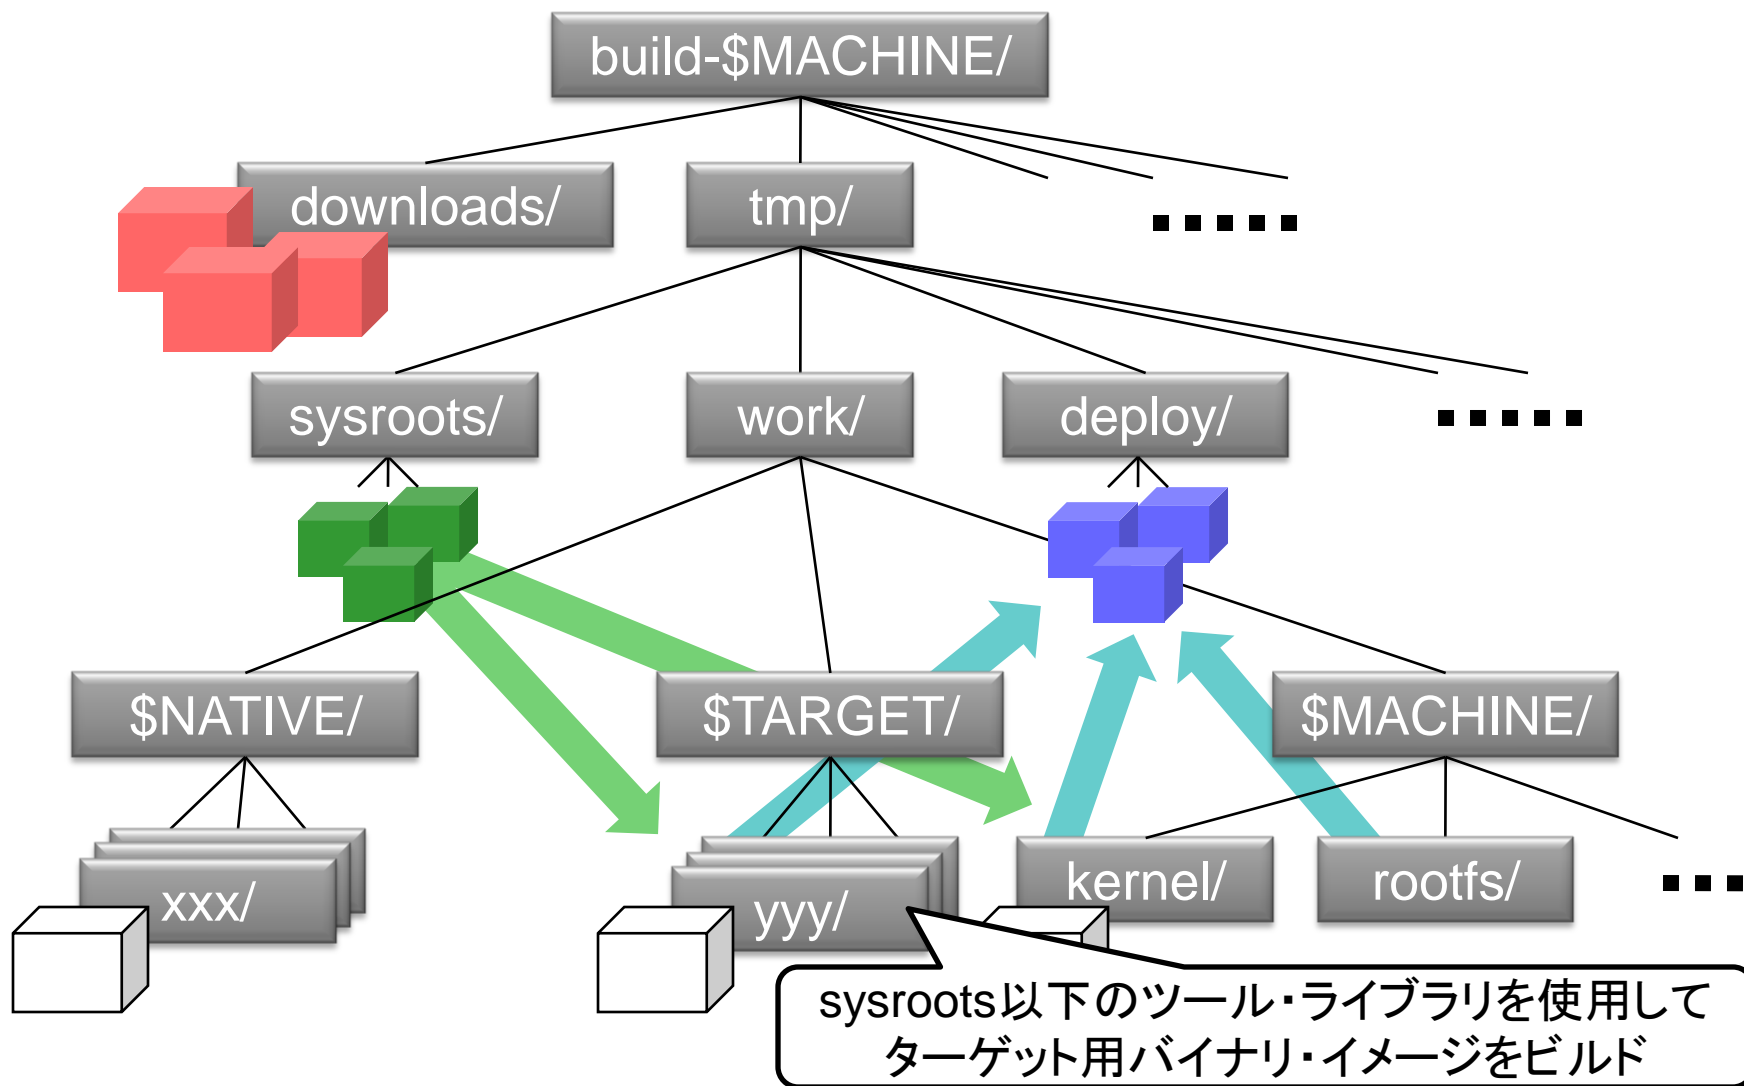 build-$MACHINE/
downloads/
tmp/
sysroots/
work/
deploy/
$NATIVE/
$TARGET/
$MACHINE/
xxx/
yyy/
kernel/
rootfs/
sysroots以下のツール・ライブラリを使用して
ターゲット用バイナリ・イメージをビルド